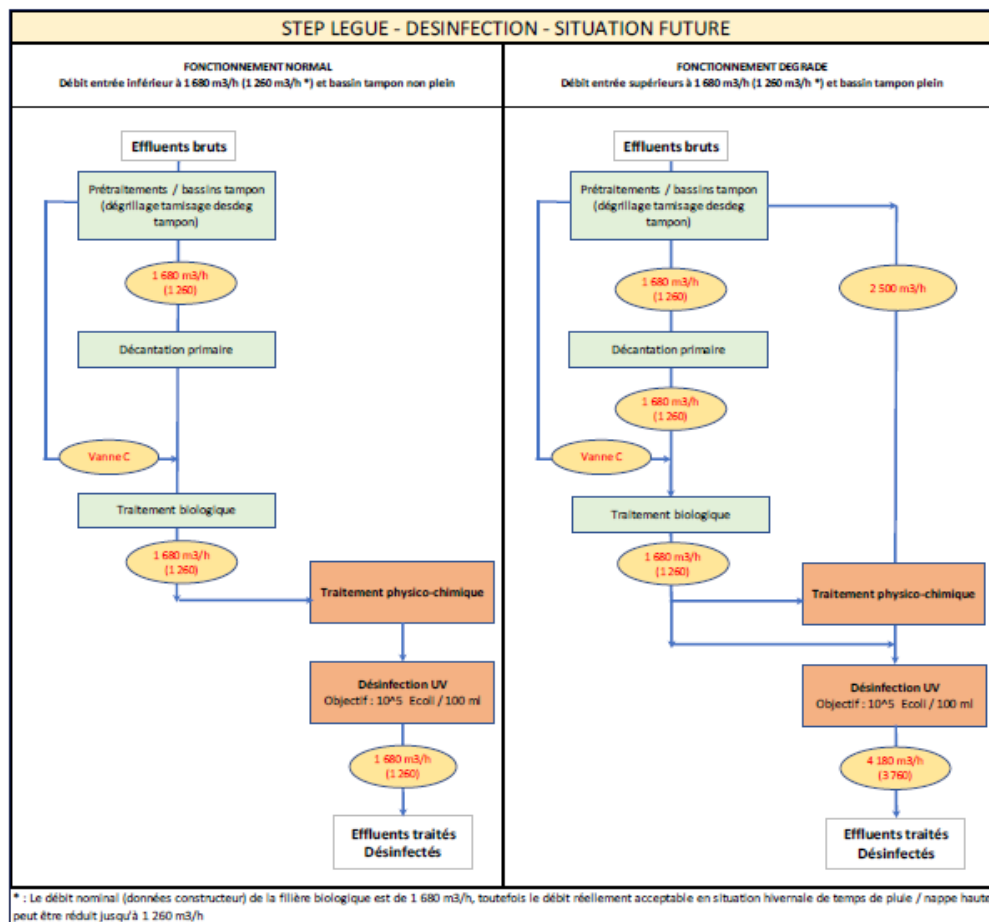 STEP LEGUE - DESINFECTION - SITUATION FUTURE
FONCTIONNEMENT NORMAL
Débit entrée inférieur à 1 680 m3/h (1 260 m3/h *) et bassin tampon non plein
Effluents bruts
Prétraitements / bassins tampon
(dégrillage tamisage desdeg
tampon)
1 680 m3/h
(1 260)
Décantation primaire
Vanne C
Traitement biologique
1 680 m3/h
(1 260)
Traitement physico-chimique
Désinfection UV
Objectif : 10^5 Ecoli / 100 ml
1 680 m3/h
(1 260)
Effluents traités
Désinfectés
FONCTIONNEMENT DEGRADE
Débit entrée supérieurs à 1 680 m3/h (1 260 m3/h *) et bassin tampon plein
Effluents bruts
Prétraitements / bassins tampon
(dégrillage tamisage desdeg
tampon)
1 680 m3/h
(1 260)
2 500 m3/h
Décantation primaire
1 680 m3/h
(1 260)
Vanne C
Traitement biologique
1 680 m3/h
(1 260)
Traitement physico-chimique
Désinfection UV
Objectif : 10^5 Ecoli / 100 ml
4 180 m3/h
(3 760)
Effluents traités
Désinfectés
* : Le débit nominal (données constructeur) de la filière biologique est de 1 680 m3/h, toutefois le débit réellement acceptable en situation hivernale de temps de pluie / nappe haute
peut être réduit jusqu'à 1 260 m3/h